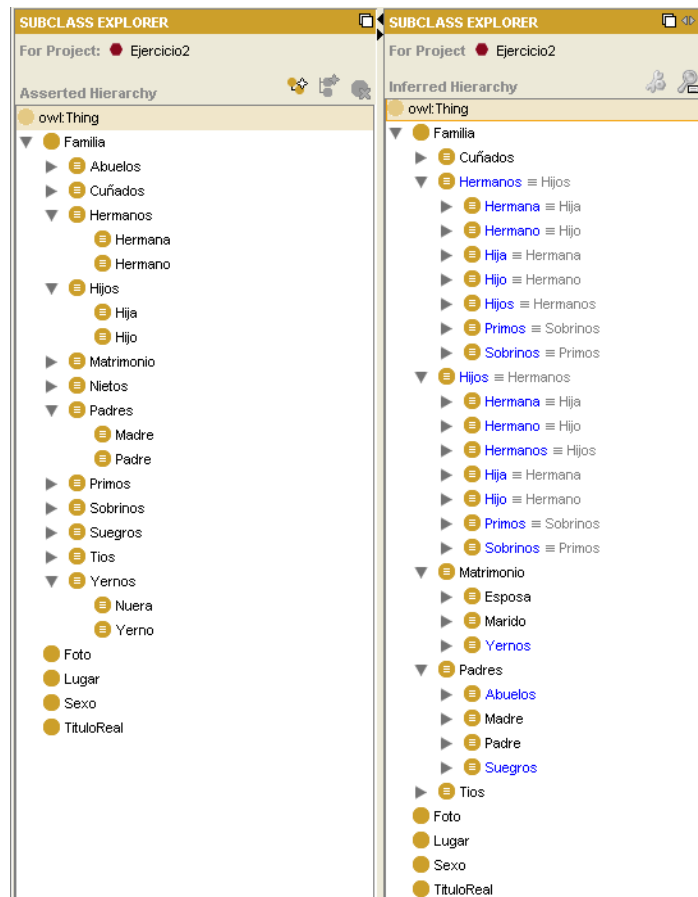 SUBCLASS EXPLORER
For Project: Ejercicio2
Asserted Hierarchy
owl:Thing
Familia
Abuelos
Cuñados
Hermanos
Hermana
Hermano
Hijos
Hija
Hijo
Matrimonio
Nietos
Padres
Madre
Padre
Primos
Sobrinos
Suegros
Tios
Yernos
Nuera
Yerno
Foto
Lugar
Sexo
TituloReal
SUBCLASS EXPLORER
For Project Ejercicio2
Inferred Hierarchy
owl:Thing
Familia
Cuñados
Hermanos ≡ Hijos
Hermana ≡ Hija
Hermano ≡ Hijo
Hija ≡ Hermana
Hijo ≡ Hermano
Hijos ≡ Hermanos
Primos ≡ Sobrinos
Sobrinos ≡ Primos
Hijos ≡ Hermanos
Hermana ≡ Hija
Hermano ≡ Hijo
Hermanos ≡ Hijos
Hija ≡ Hermana
Hijo ≡ Hermano
Primos ≡ Sobrinos
Sobrinos ≡ Primos
Matrimonio
Esposa
Marido
Yernos
Padres
Abuelos
Madre
Padre
Suegros
Tios
Foto
Lugar
Sexo
TituloReal